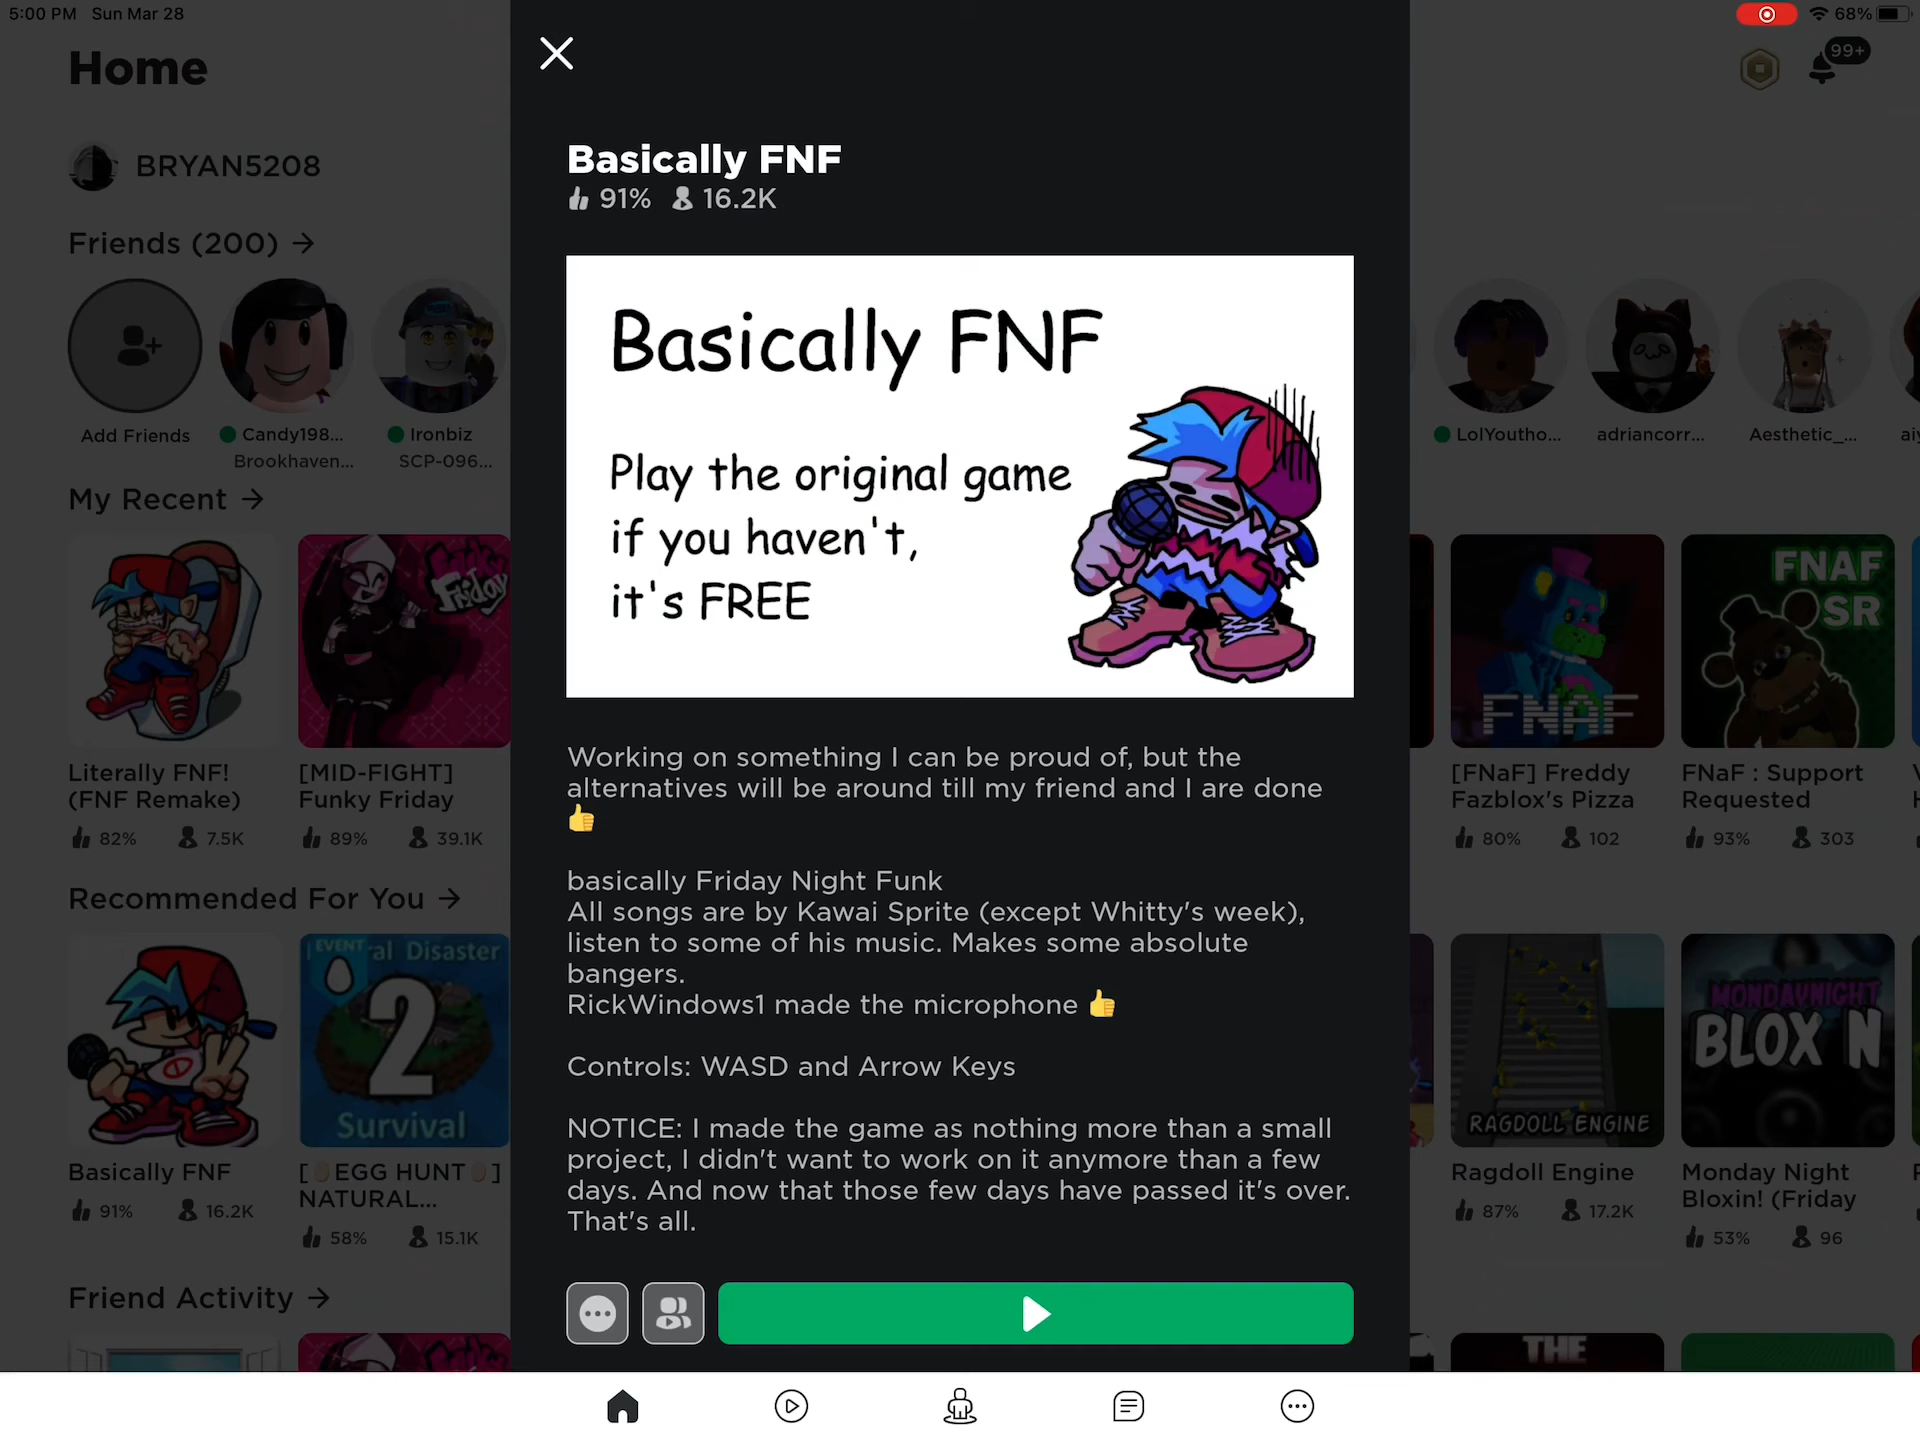 5:00 PM Sun Mar 28
68%
Home
99+
BRYAN5208
Friends (200) →
Add Friends
Candy198...
Brookhaven...
Ironbiz
SCP-096...
LolYoutho...
adriancorr...
Aesthetic_...
My Recent →
Literally FNF!
(FNF Remake)
82% 7.5K
Friday
[MID-FIGHT]
Funky Friday
89% 39.1K
FNAF
[FNaF] Freddy
Fazblox's Pizza
80% 102
FNAF
SR
FNaF : Support
Requested
93% 303
Recommended For You →
Basically FNF
91% 16.2K
EVENT
al Disaster
2
Survival
[🥚EGG HUNT🥚]
NATURAL...
58% 15.1K
RAGDOLL ENGINE
Ragdoll Engine
87% 17.2K
MONDAY NIGHT
BLOX N
Monday Night
Bloxin! (Friday
53% 96
Friend Activity →
THE
Basically FNF
91% 16.2K
Basically FNF
Play the original game
if you haven't,
it's FREE
Working on something I can be proud of, but the
alternatives will be around till my friend and I are done
👍
basically Friday Night Funk
All songs are by Kawai Sprite (except Whitty's week),
listen to some of his music. Makes some absolute
bangers.
RickWindows1 made the microphone 👍
Controls: WASD and Arrow Keys
NOTICE: I made the game as nothing more than a small
project, I didn't want to work on it anymore than a few
days. And now that those few days have passed it's over.
That's all.